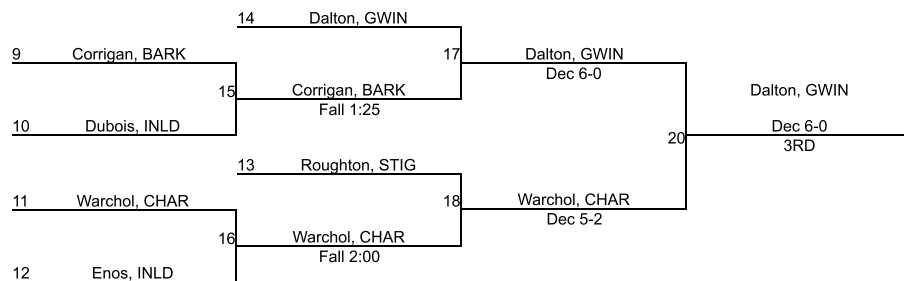 14 Dalton, GWIN
9 Corrigan, BARK
17 Dalton, GWIN
Dec 6-0
15 Corrigan, BARK
Fall 1:25
Dalton, GWIN
10 Dubois, INLD
20 Dec 6-0
3RD
13 Roughton, STIG
11 Warchol, CHAR
18 Warchol, CHAR
Dec 5-2
16 Warchol, CHAR
Fall 2:00
12 Enos, INLD